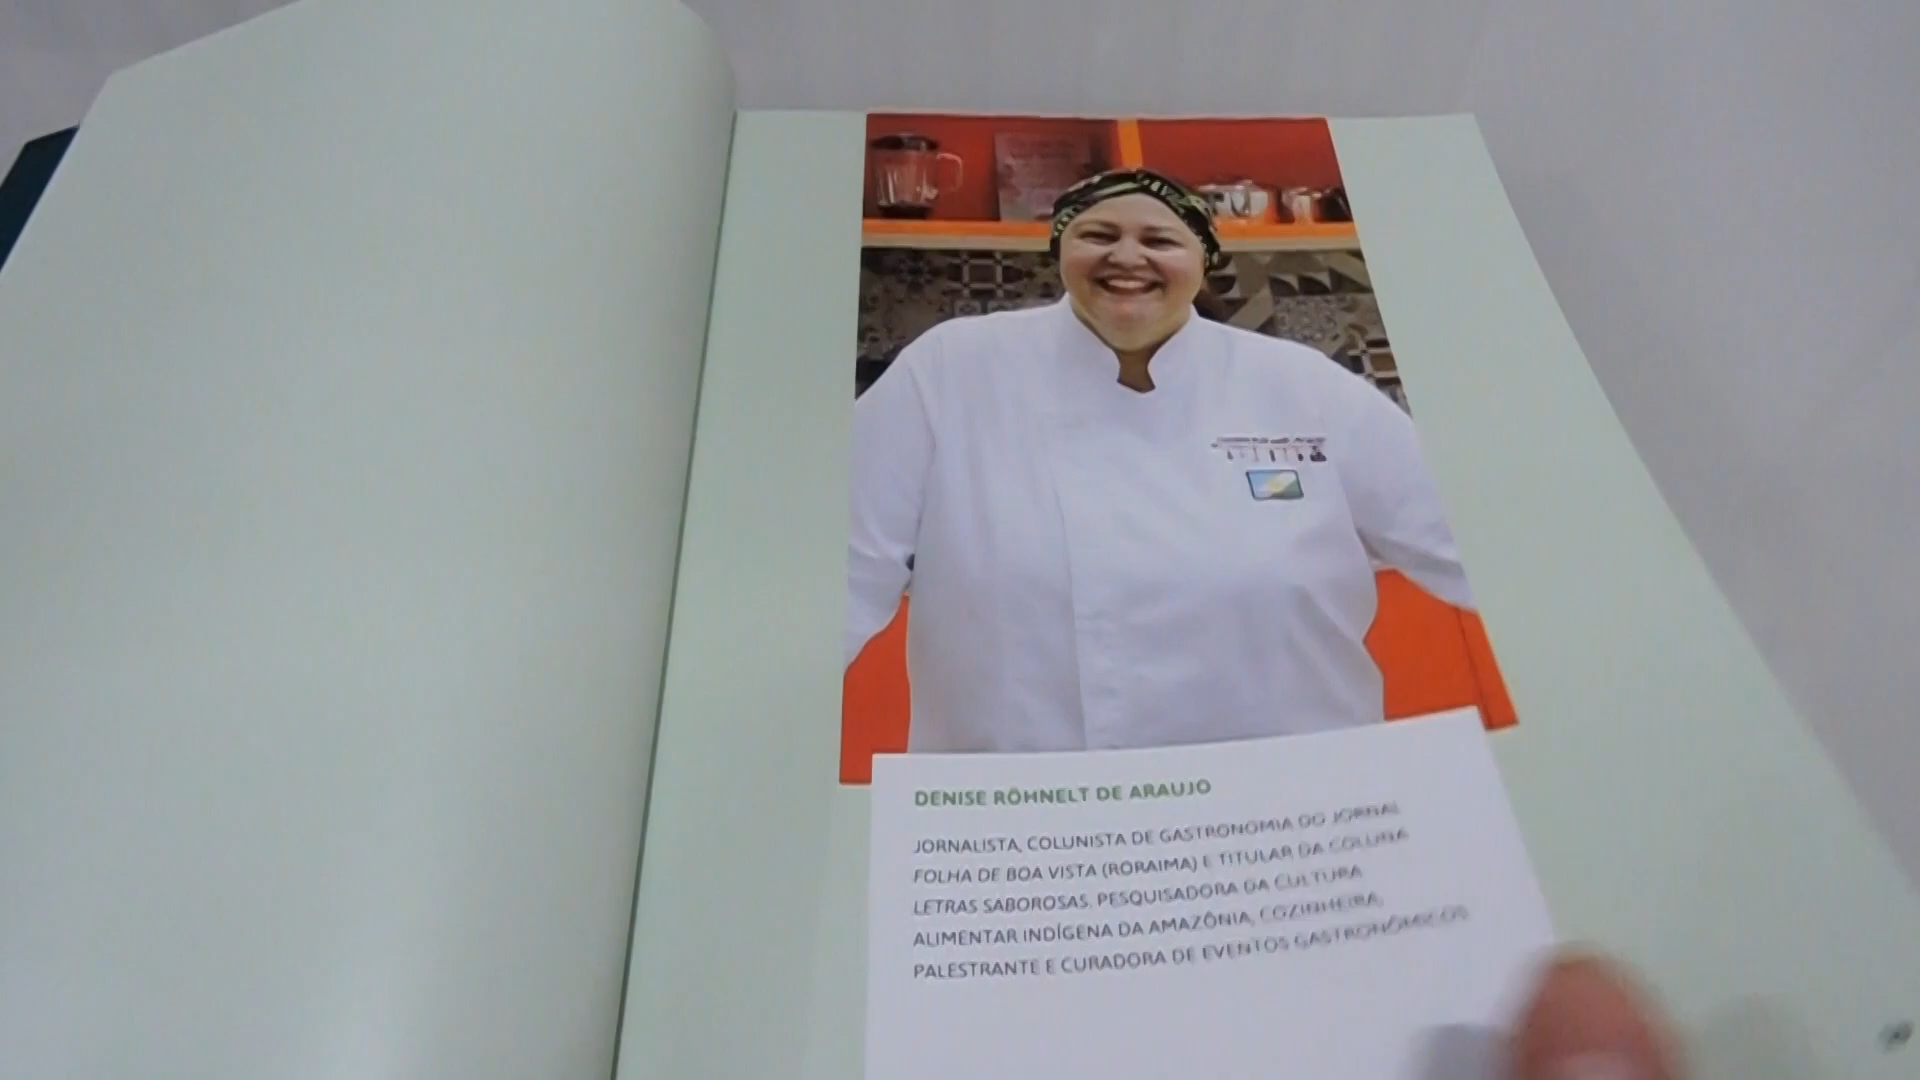 DENISE RÖHNELT DE ARAUJO
JORNALISTA, COLUNISTA DE GASTRONOMIA DO JORNAL
FOLHA DE BOA VISTA (RORAIMA) E TITULAR DA COLUNA
LETRAS SABOROSAS. PESQUISADORA DA CULTURA
ALIMENTAR INDÍGENA DA AMAZÔNIA, COZINHEIRA,
PALESTRANTE E CURADORA DE EVENTOS GASTRONÔMICOS